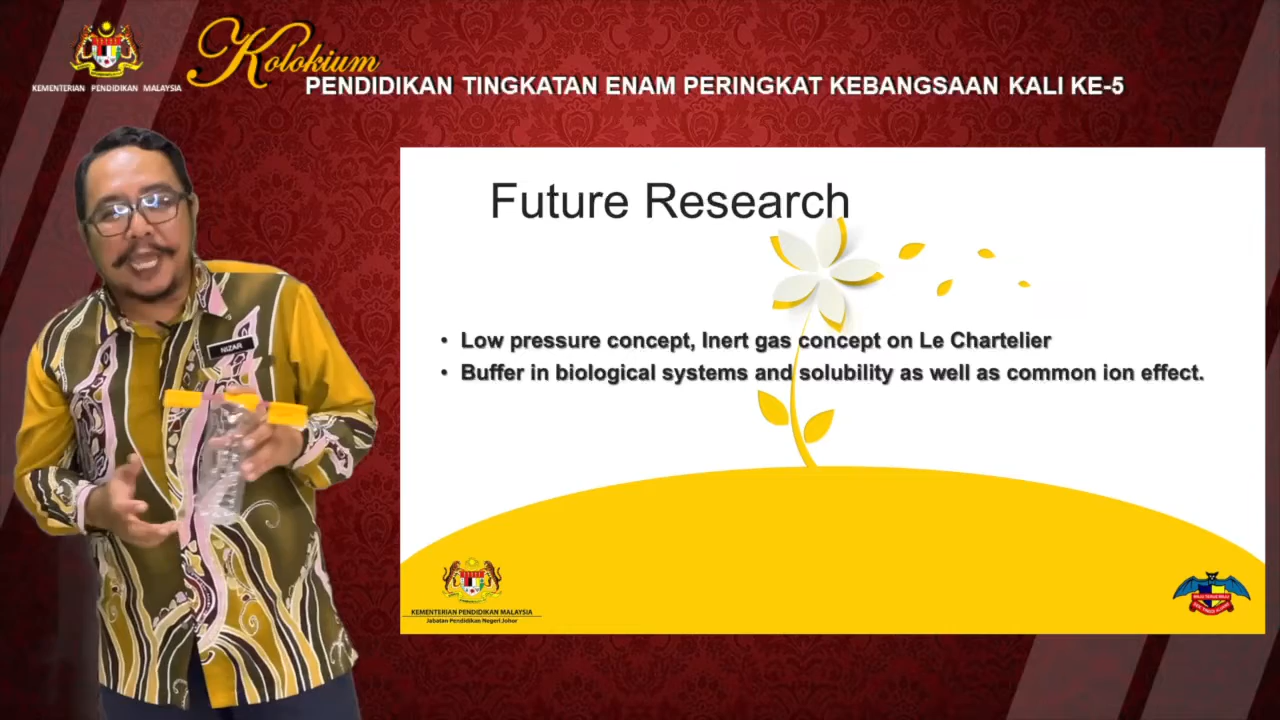 KEMENTERIAN PENDIDIKAN MALAYSIA
Kolokium
PENDIDIKAN TINGKATAN ENAM PERINGKAT KEBANGSAAN KALI KE-5
NIZAR
Future Research
• Low pressure concept, Inert gas concept on Le Chartelier
• Buffer in biological systems and solubility as well as common ion effect.
KEMENTERIAN PENDIDIKAN MALAYSIA
Jabatan Pendidikan Negeri Johor